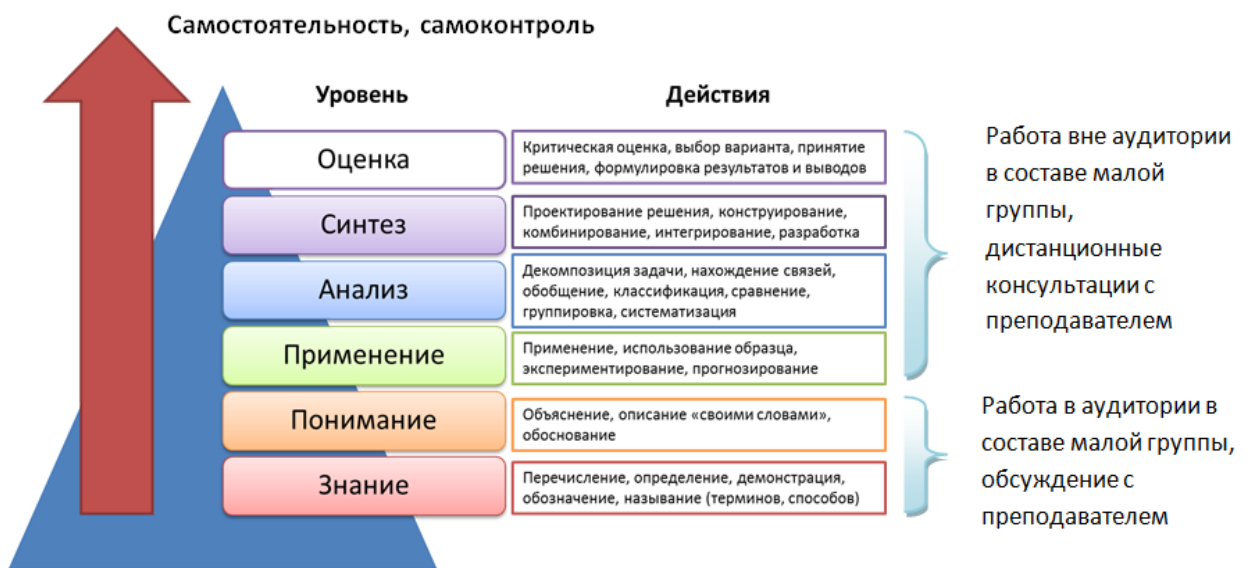 Самостоятельность, самоконтроль
Уровень
Действия
Оценка
Критическая оценка, выбор варианта, принятие
решения, формулировка результатов и выводов
Синтез
Проектирование решения, конструирование,
комбинирование, интегрирование, разработка
Анализ
Декомпозиция задачи, нахождение связей,
обобщение, классификация, сравнение,
группировка, систематизация
Применение
Применение, использование образца,
экспериментирование, прогнозирование
Понимание
Объяснение, описание «своими словами»,
обоснование
Знание
Перечисление, определение, демонстрация,
обозначение, называние (терминов, способов)
Работа вне аудитории
в составе малой
группы,
дистанционные
консультации с
преподавателем
Работа в аудитории в
составе малой группы,
обсуждение с
преподавателем